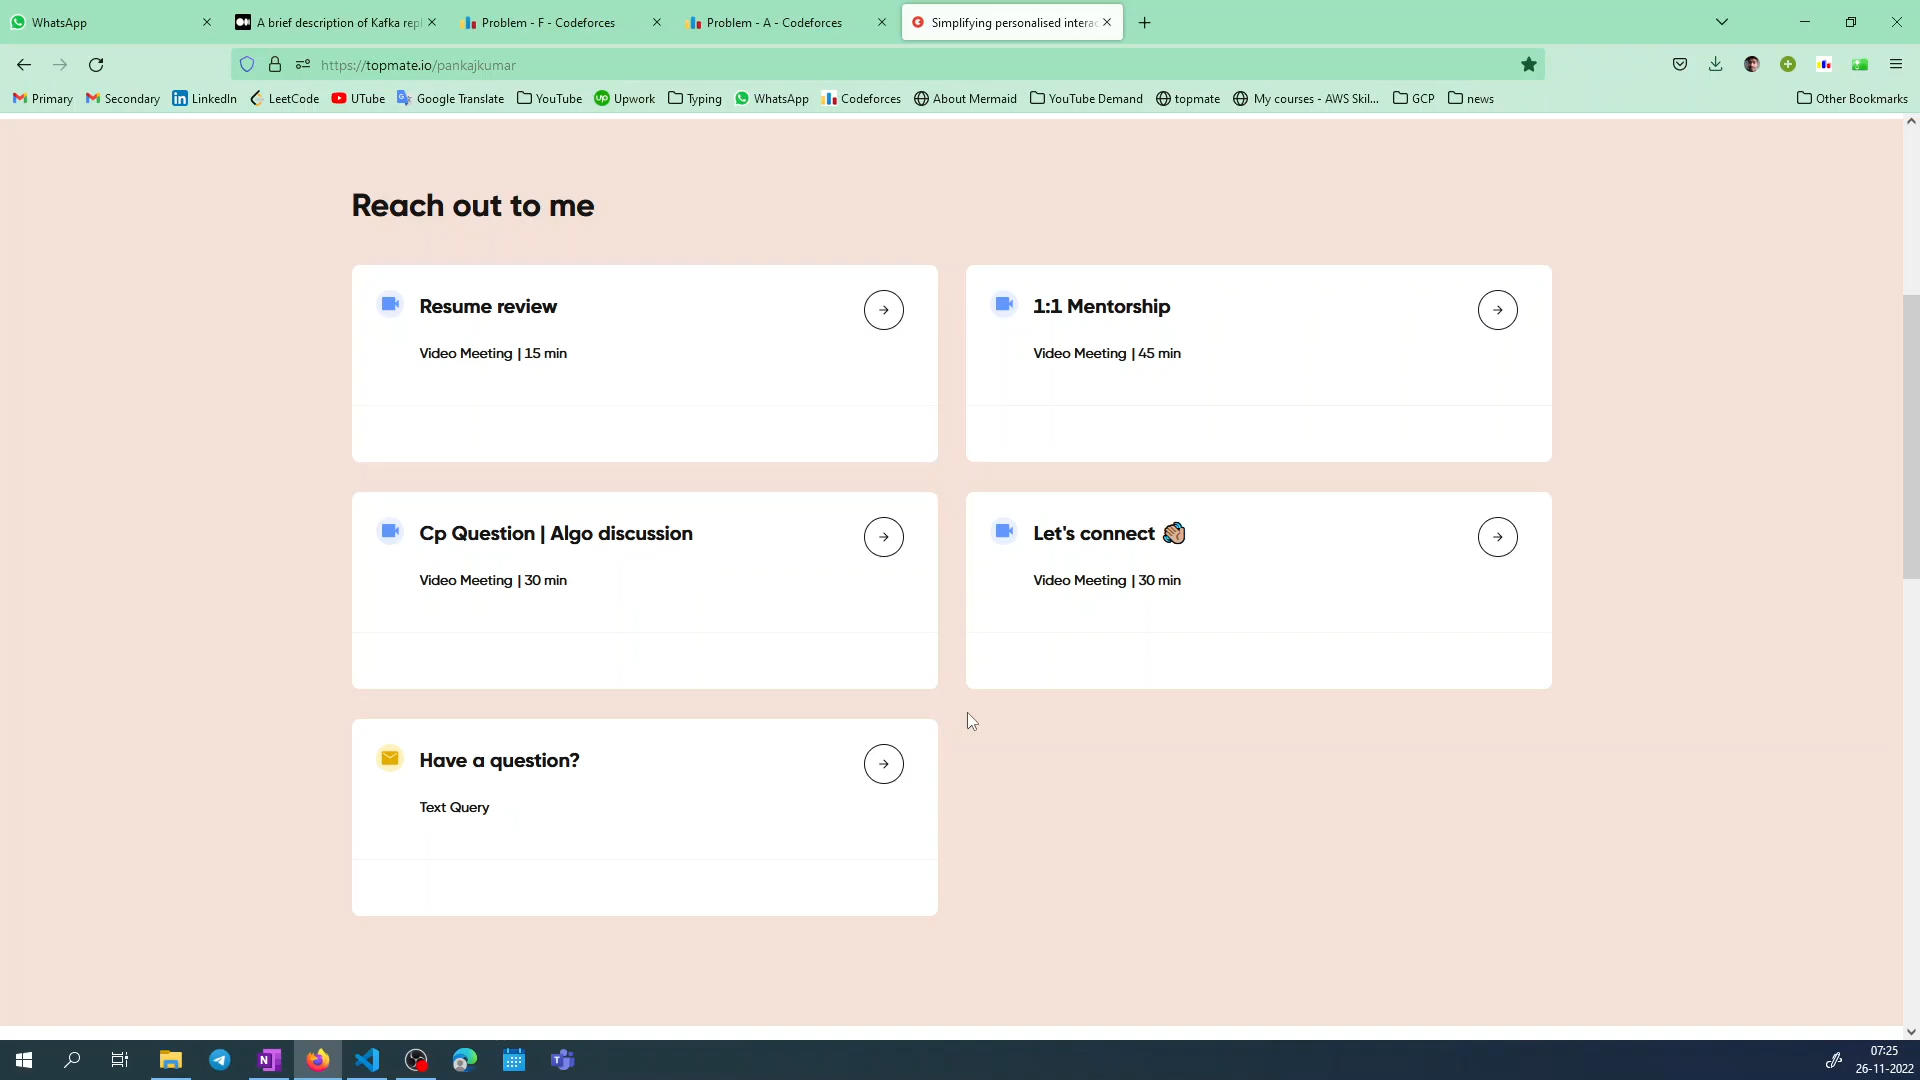 WhatsApp
A brief description of Kafka rep
Problem - F - Codeforces
Problem - A - Codeforces
Simplifying personalised intera
https://topmate.io/pankajkumar
Primary
Secondary
LinkedIn
LeetCode
UTube
Google Translate
YouTube
Upwork
Typing
WhatsApp
Codeforces
About Mermaid
YouTube Demand
topmate
My courses - AWS Skil...
GCP
news
Other Bookmarks
Reach out to me
Resume review
Video Meeting | 15 min
1:1 Mentorship
Video Meeting | 45 min
Cp Question | Algo discussion
Video Meeting | 30 min
Let's connect
Video Meeting | 30 min
Have a question?
Text Query
07:25
26-11-2022